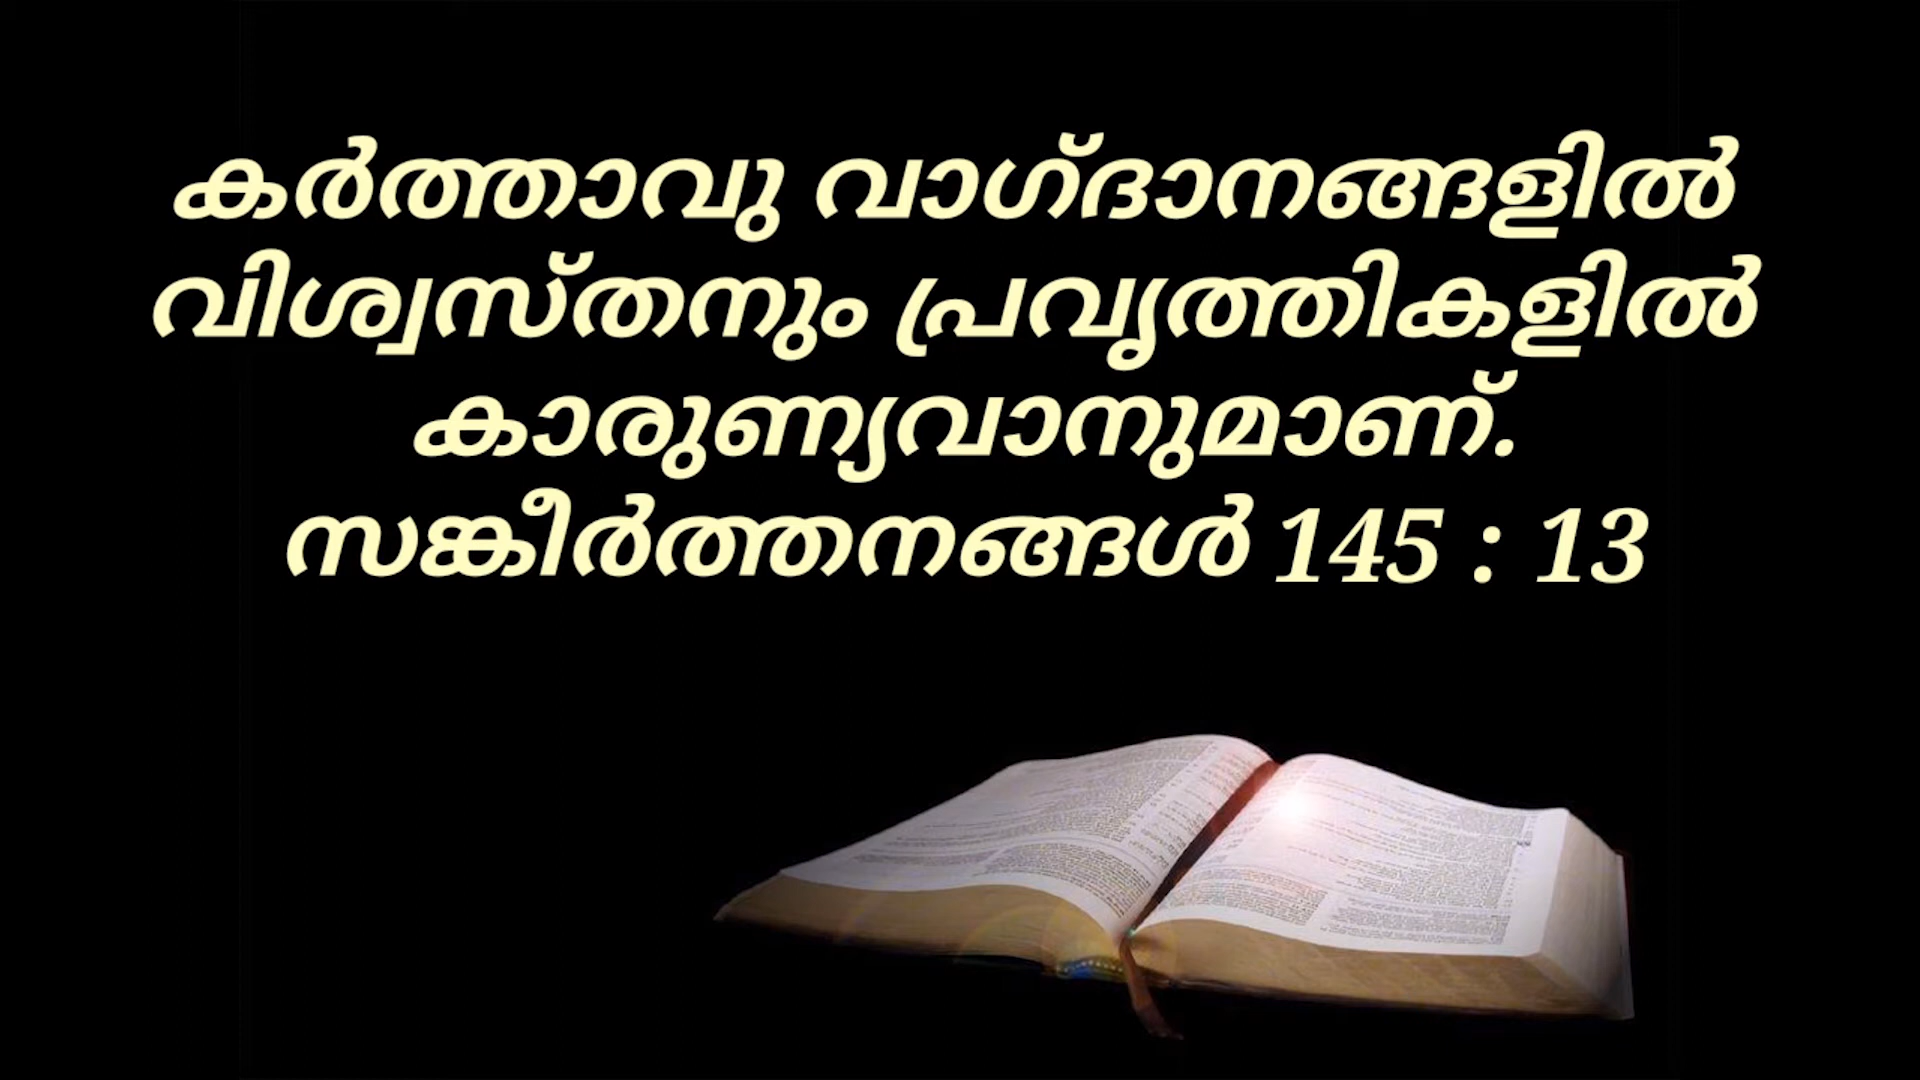 കർത്താവു വാഗ്ദാനങ്ങളിൽ
വിശ്വസ്തനും പ്രവൃത്തികളിൽ
കാരുണ്യവാനുമാണ്.
സങ്കീർത്തനങ്ങൾ 145 : 13